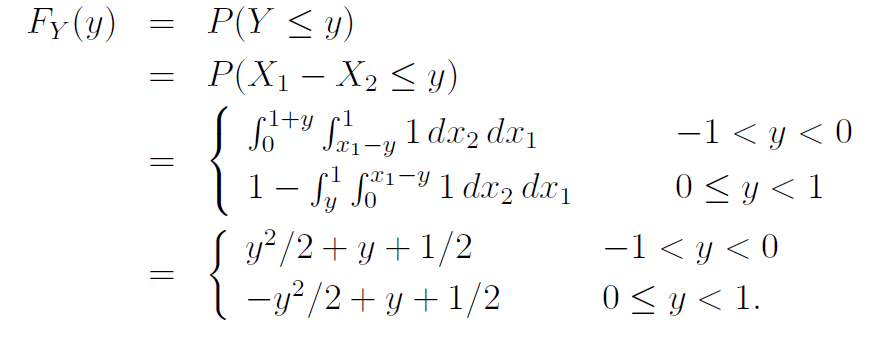 F_Y(y) = P(Y ≤ y)
= P(X_1 − X_2 ≤ y)
= { ∫_0^{1+y} ∫_{x_1−y}^1 1 dx_2 dx_1 −1 < y < 0
1 − ∫_y^1 ∫_0^{x_1−y} 1 dx_2 dx_1 0 ≤ y < 1
= { y^2/2 + y + 1/2 −1 < y < 0
−y^2/2 + y + 1/2 0 ≤ y < 1.